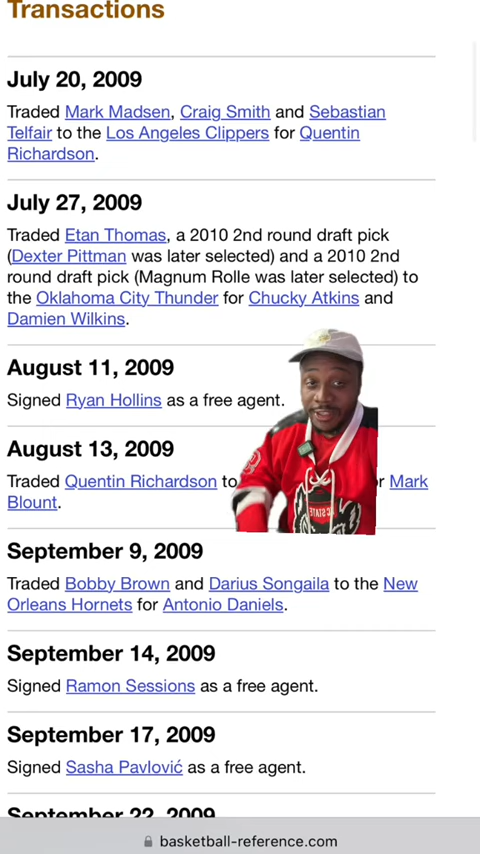 Transactions
July 20, 2009
Traded Mark Madsen, Craig Smith and Sebastian
Telfair to the Los Angeles Clippers for Quentin
Richardson.
July 27, 2009
Traded Etan Thomas, a 2010 2nd round draft pick
(Dexter Pittman was later selected) and a 2010 2nd
round draft pick (Magnum Rolle was later selected) to
the Oklahoma City Thunder for Chucky Atkins and
Damien Wilkins.
August 11, 2009
Signed Ryan Hollins as a free agent.
August 13, 2009
Traded Quentin Richardson to Mark
Blount.
September 9, 2009
Traded Bobby Brown and Darius Songaila to the New
Orleans Hornets for Antonio Daniels.
September 14, 2009
Signed Ramon Sessions as a free agent.
September 17, 2009
Signed Sasha Pavlović as a free agent.
September 22, 2009
basketball-reference.com